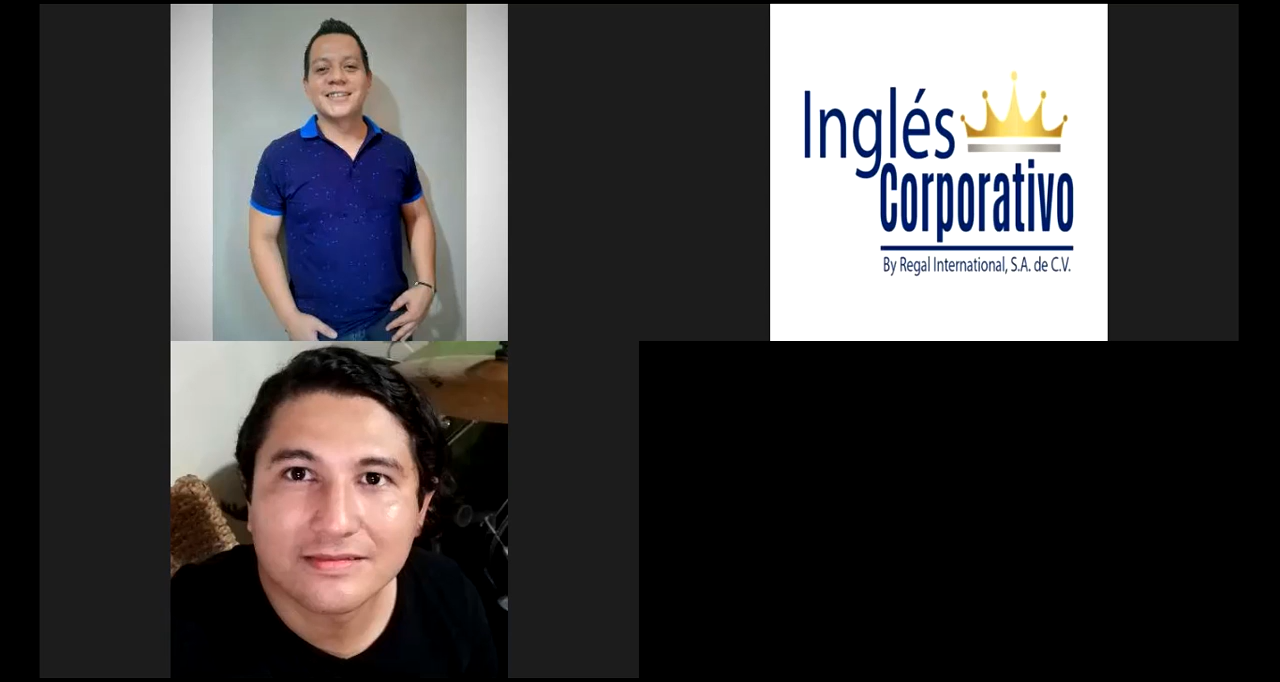 Inglés
Corporativo
By Regal International, S.A. de C.V.